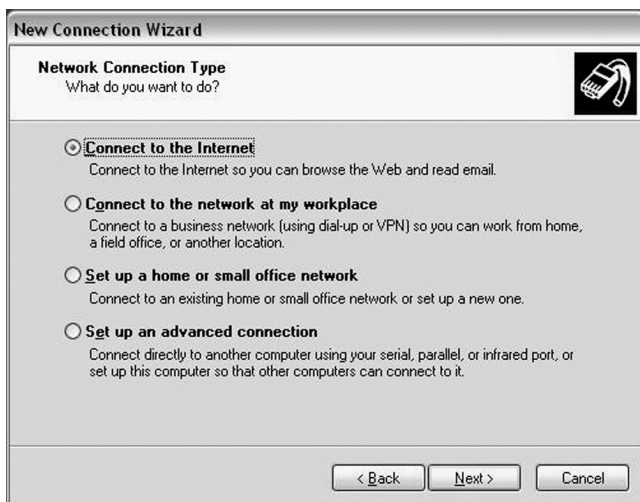 New Connection Wizard
Network Connection Type
What do you want to do?
Connect to the Internet
Connect to the Internet so you can browse the Web and read email.
Connect to the network at my workplace
Connect to a business network (using dial-up or VPN) so you can work from home,
a field office, or another location.
Set up a home or small office network
Connect to an existing home or small office network or set up a new one.
Set up an advanced connection
Connect directly to another computer using your serial, parallel, or infrared port, or
set up this computer so that other computers can connect to it.
< Back Next > Cancel